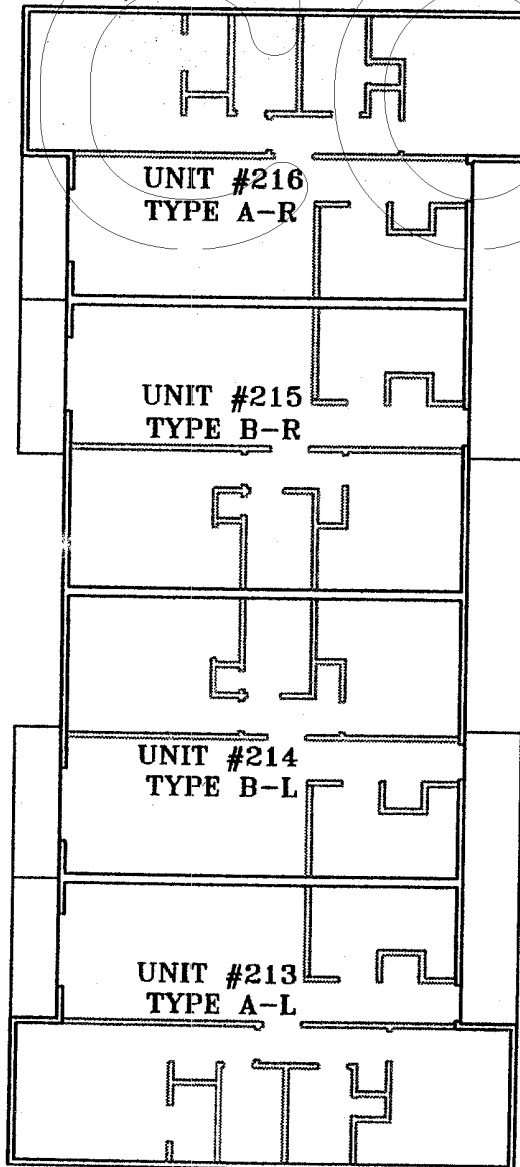 UNIT #216
TYPE A-R
UNIT #215
TYPE B-R
UNIT #214
TYPE B-L
UNIT #213
TYPE A-L